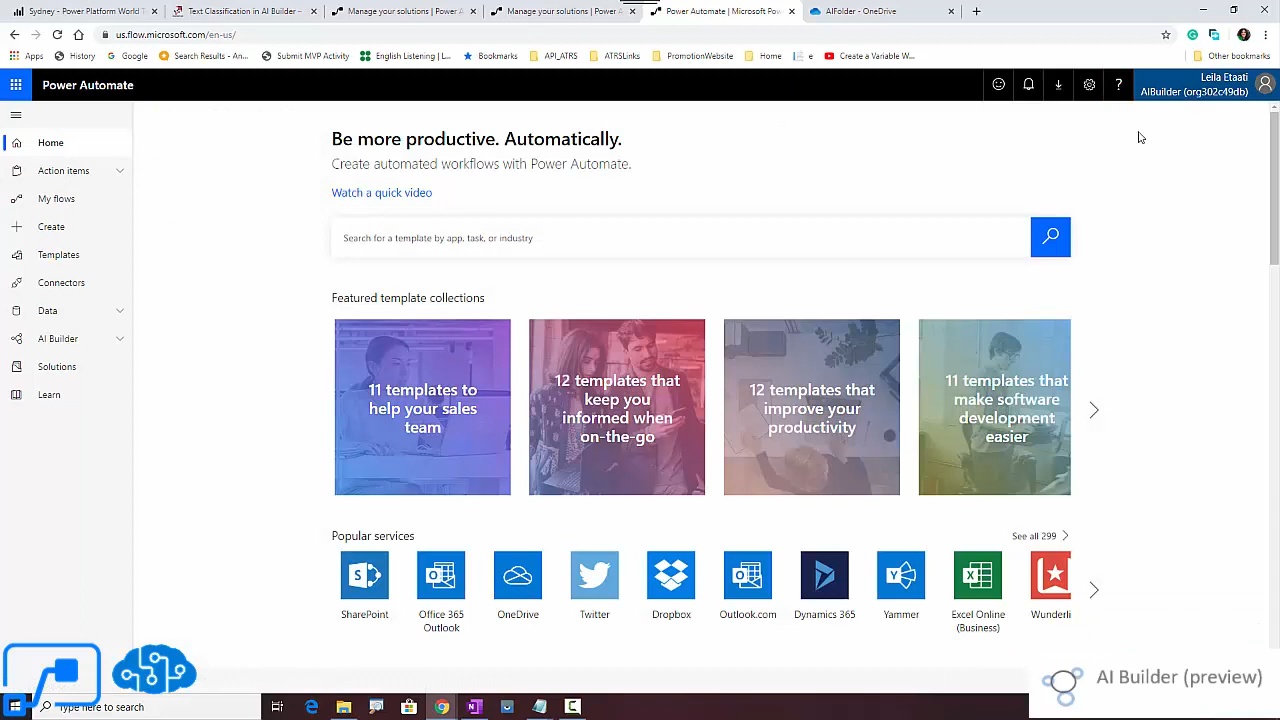 Sydney - Power Platform World T
Text Classification in AI Builder -
Manage your solutions | Power A
Manage your solutions | Power A
Power Automate | Microsoft Pow
AIFolder - OneDrive
us.flow.microsoft.com/en-us/
Apps
History
Google
Search Results - An...
Submit MVP Activity
English Listening | L...
Bookmarks
API_ATRS
ATRSLinks
PromotionWebsite
Home
e
Create a Variable W...
Other bookmarks
Power Automate
Leila Etaati
AIBuilder (org302c49db)
Home
Action items
My flows
Create
Templates
Connectors
Data
AI Builder
Solutions
Learn
Be more productive. Automatically.
Create automated workflows with Power Automate.
Watch a quick video
Search for a template by app, task, or industry
Featured template collections
11 templates to
help your sales
team
12 templates that
keep you
informed when
on-the-go
12 templates that
improve your
productivity
11 templates that
make software
development
easier
Popular services
See all 299
SharePoint
Office 365
Outlook
OneDrive
Twitter
Dropbox
Outlook.com
Dynamics 365
Yammer
Excel Online
(Business)
Wunderli
AI Builder (preview)
Type here to search